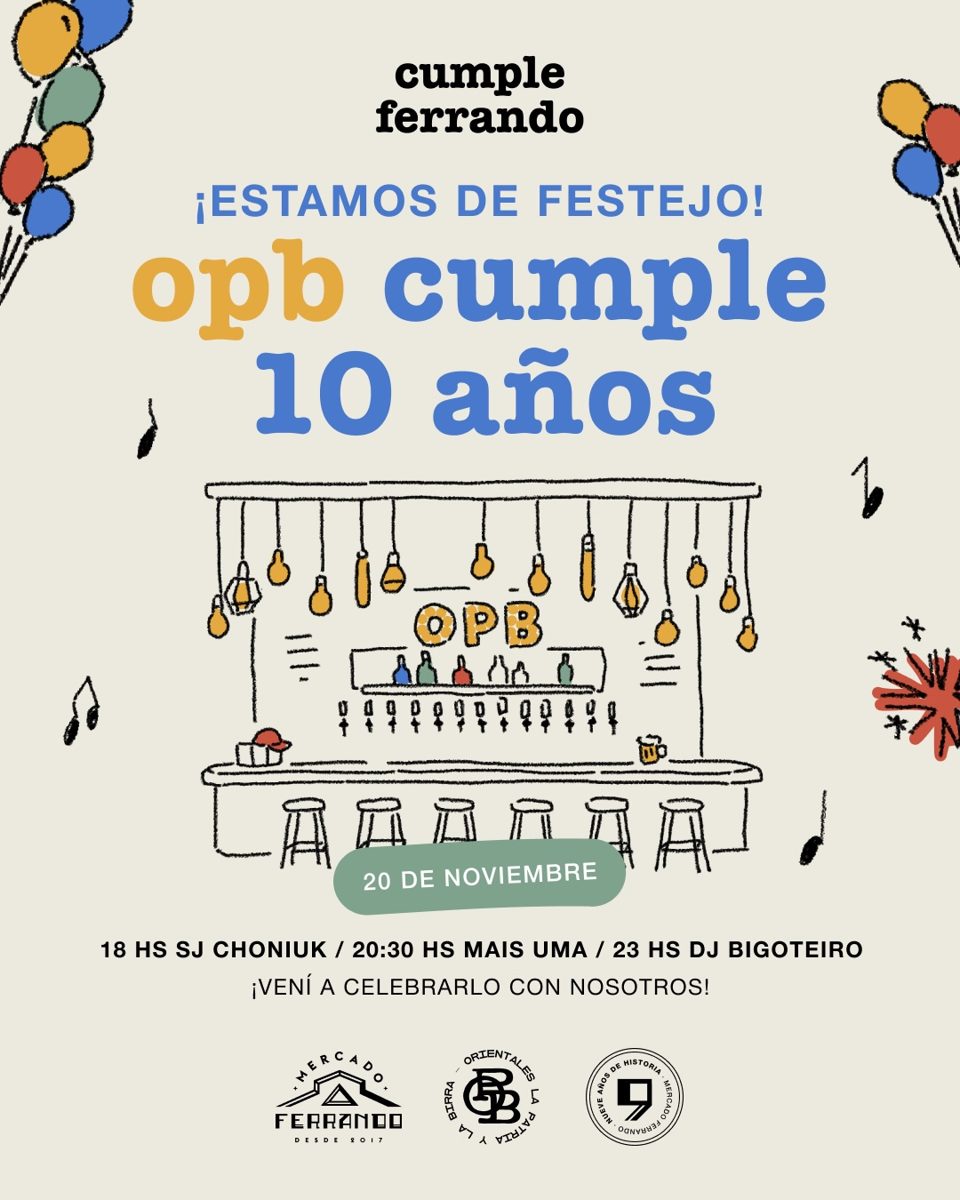 cumple
ferrando
¡ESTAMOS DE FESTEJO!
opb cumple
10 años
OPB
20 DE NOVIEMBRE
18 HS SJ CHONIUK / 20:30 HS MAIS UMA / 23 HS DJ BIGOTEIRO
¡VENÍ A CELEBRARLO CON NOSOTROS!
MERCADO
FERRANDO
DESDE 2017
ORIENTALES LA PATRIA Y LA BIRRA
OPB
NUEVE AÑOS DE HISTORIA · MERCADO FERRANDO ·
9